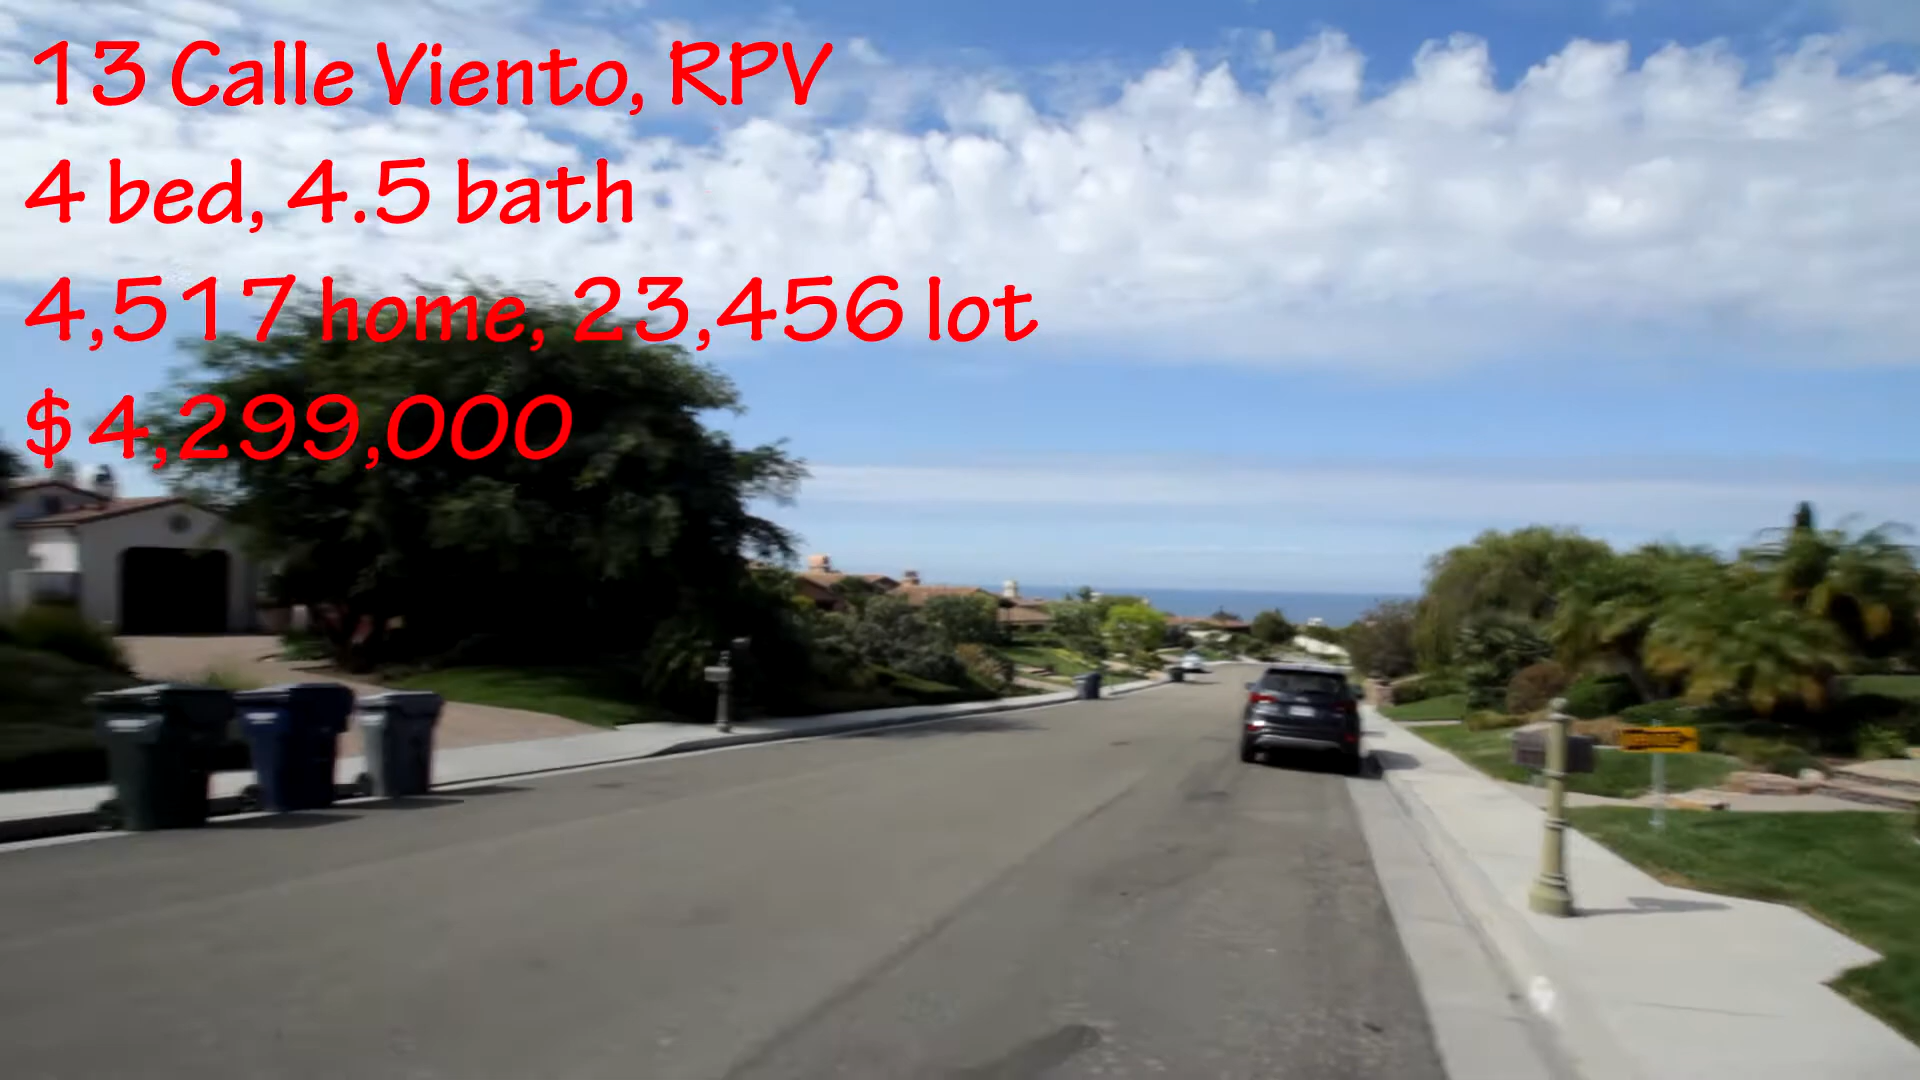 13 Calle Viento, RPV
4 bed, 4.5 bath
4,517 home, 23,456 lot
$4,299,000